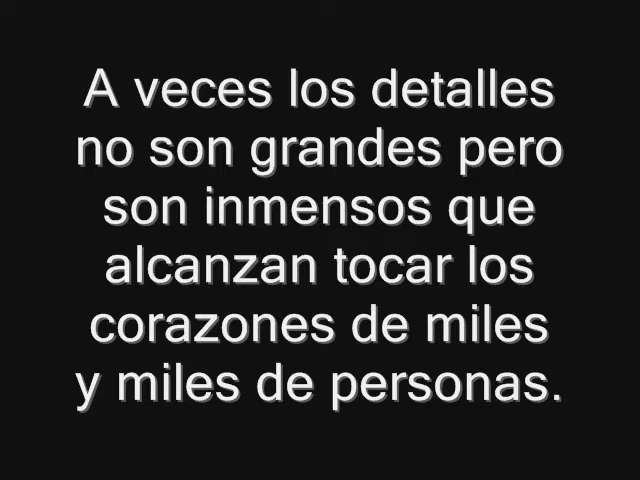 A veces los detalles
no son grandes pero
son inmensos que
alcanzan tocar los
corazones de miles
y miles de personas.